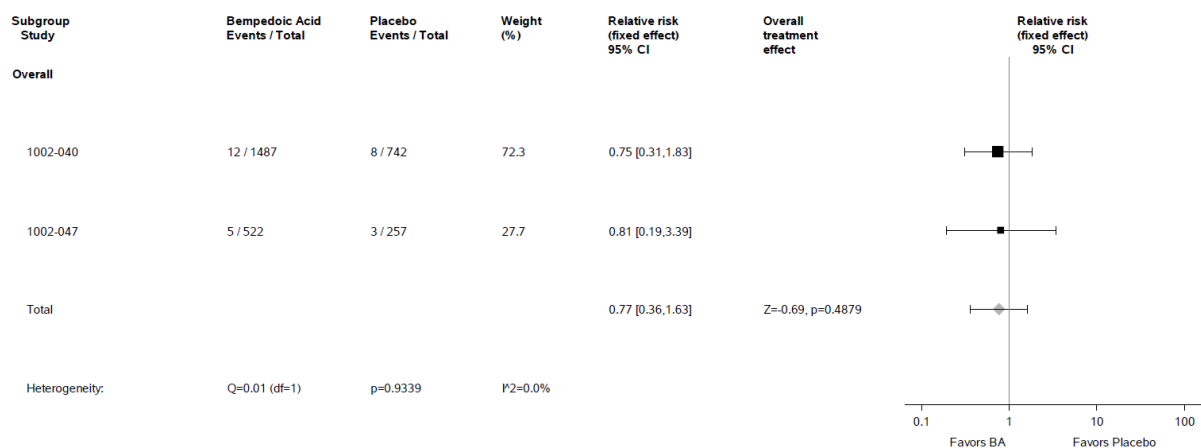 Subgroup Study Bempedoic Acid Events / Total Placebo Events / Total Weight (%) Relative risk (fixed effect) 95% CI Overall treatment effect Relative risk (fixed effect) 95% CI
Overall
1002-040 12 / 1487 8 / 742 72.3 0.75 [0.31,1.83]
1002-047 5 / 522 3 / 257 27.7 0.81 [0.19,3.39]
Total 0.77 [0.36,1.63] Z=-0.69, p=0.4879
Heterogeneity: Q=0.01 (df=1) p=0.9339 I^2=0.0%
0.1 1 10 100
Favors BA Favors Placebo